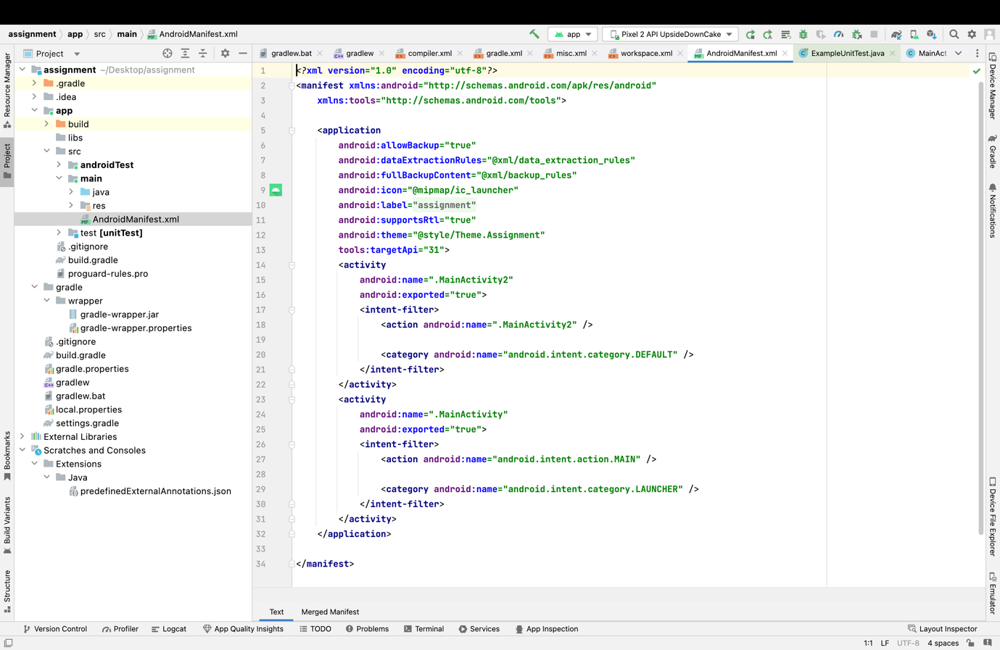 assignment app src main AndroidManifest.xml
app Pixel 2 API UpsideDownCake
Project
gradlew.bat gradlew compiler.xml gradle.xml misc.xml workspace.xml AndroidManifest.xml ExampleUnitTest.java MainAct
Resource Manager
Project
Bookmarks
Build Variants
Structure
assignment ~/Desktop/assignment
.gradle
.idea
app
build
libs
src
androidTest
main
java
res
AndroidManifest.xml
test [unitTest]
.gitignore
build.gradle
proguard-rules.pro
gradle
wrapper
gradle-wrapper.jar
gradle-wrapper.properties
.gitignore
build.gradle
gradle.properties
gradlew
gradlew.bat
local.properties
settings.gradle
External Libraries
Scratches and Consoles
Extensions
Java
predefinedExternalAnnotations.json
1 <?xml version="1.0" encoding="utf-8"?>
2 <manifest xmlns:android="http://schemas.android.com/apk/res/android"
3 xmlns:tools="http://schemas.android.com/tools">
4
5 <application
6 android:allowBackup="true"
7 android:dataExtractionRules="@xml/data_extraction_rules"
8 android:fullBackupContent="@xml/backup_rules"
9 android:icon="@mipmap/ic_launcher"
10 android:label="assignment"
11 android:supportsRtl="true"
12 android:theme="@style/Theme.Assignment"
13 tools:targetApi="31">
14 <activity
15 android:name=".MainActivity2"
16 android:exported="true">
17 <intent-filter>
18 <action android:name=".MainActivity2" />
19
20 <category android:name="android.intent.category.DEFAULT" />
21 </intent-filter>
22 </activity>
23 <activity
24 android:name=".MainActivity"
25 android:exported="true">
26 <intent-filter>
27 <action android:name="android.intent.action.MAIN" />
28
29 <category android:name="android.intent.category.LAUNCHER" />
30 </intent-filter>
31 </activity>
32 </application>
33
34 </manifest>
Device Manager
Gradle
Notifications
Device File Explorer
Emulator
Text Merged Manifest
Version Control Profiler Logcat App Quality Insights TODO Problems Terminal Services App Inspection Layout Inspector
1:1 LF UTF-8 4 spaces